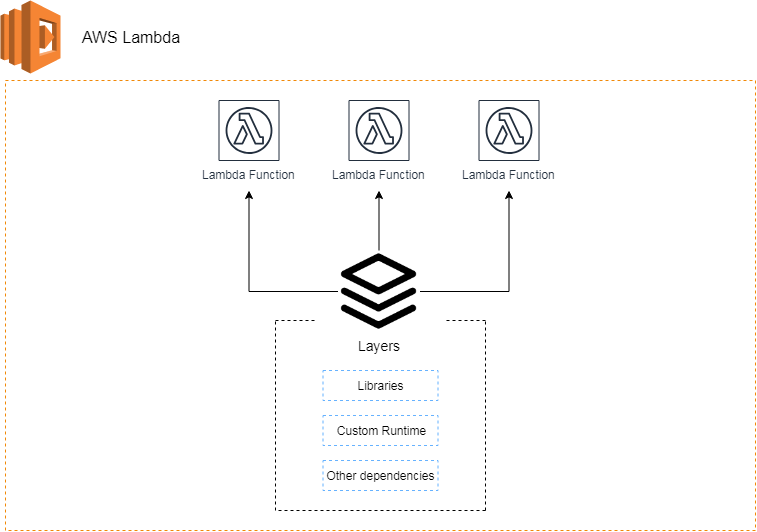 AWS Lambda
Lambda Function
Lambda Function
Lambda Function
Layers
Libraries
Custom Runtime
Other dependencies